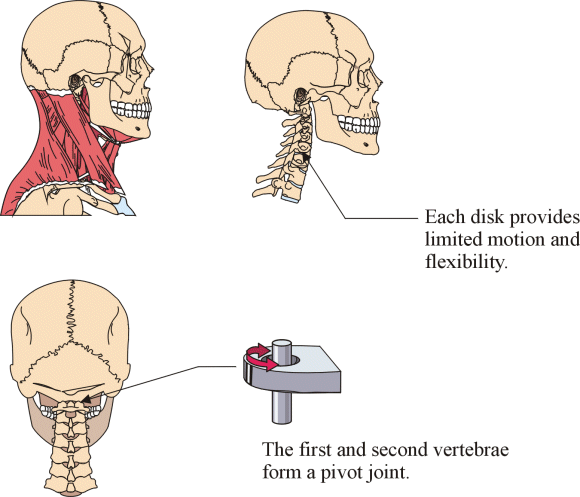 Each disk provides
limited motion and
flexibility.
The first and second vertebrae
form a pivot joint.